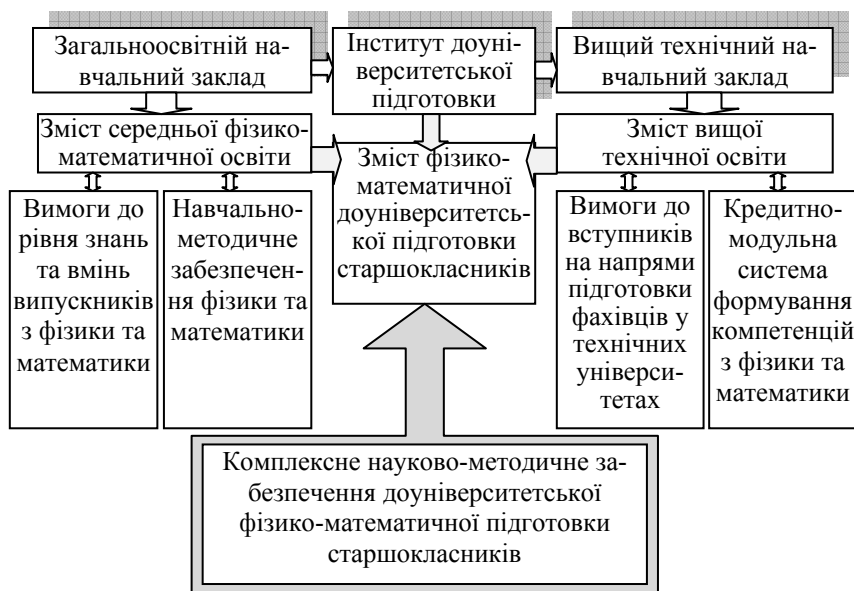 Загальноосвітній на-
вчальний заклад
Інститут доуні-
верситетської
підготовки
Вищий технічний на-
вчальний заклад
Зміст середньої фізико-
математичної освіти
Зміст фізико-
математичної
доуніверситетсь-
кої підготовки
старшокласників
Зміст вищої
технічної освіти
Вимоги до
рівня знань
та вмінь
випускників
з фізики та
математики
Навчально-
методичне
забезпечен-
ня фізики та
математики
Вимоги до
вступників
на напрями
підготовки
фахівців у
технічних
універси-
тетах
Кредитно-
модульна
система
формування
компетенцій
з фізики та
математики
Комплексне науково-методичне за-
безпечення доуніверситетської
фізико-математичної підготовки
старшокласників